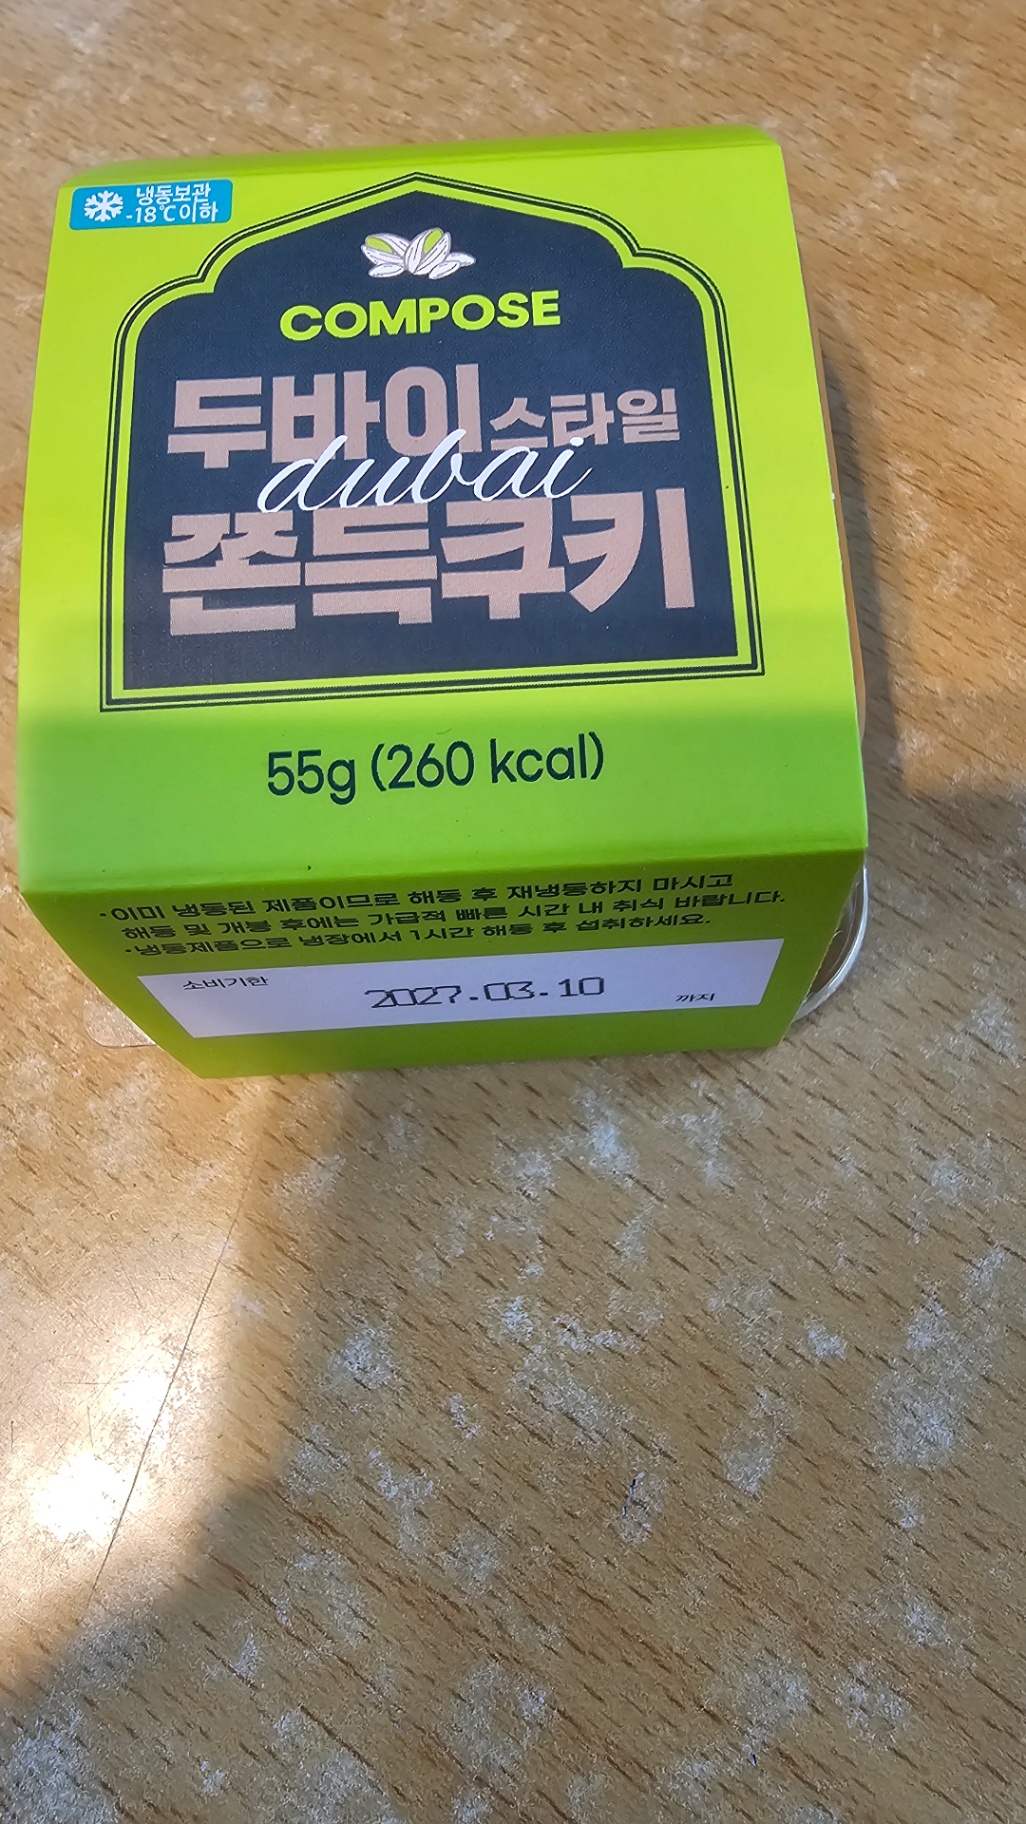 냉동보관
-18℃이하
COMPOSE
두바이스타일
dubai
쫀득쿠키
55g (260 kcal)
·이미 냉동된 제품이므로 해동 후 재냉동하지 마시고
해동 및 개봉 후에는 가급적 빠른 시간 내 취식 바랍니다.
·냉동제품으로 냉장에서 1시간 해동 후 섭취하세요.
소비기한 2027.03.10 까지